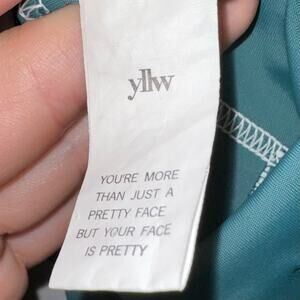 yllw
YOU'RE MORE
THAN JUST A
PRETTY FACE
BUT YOUR FACE
IS PRETTY